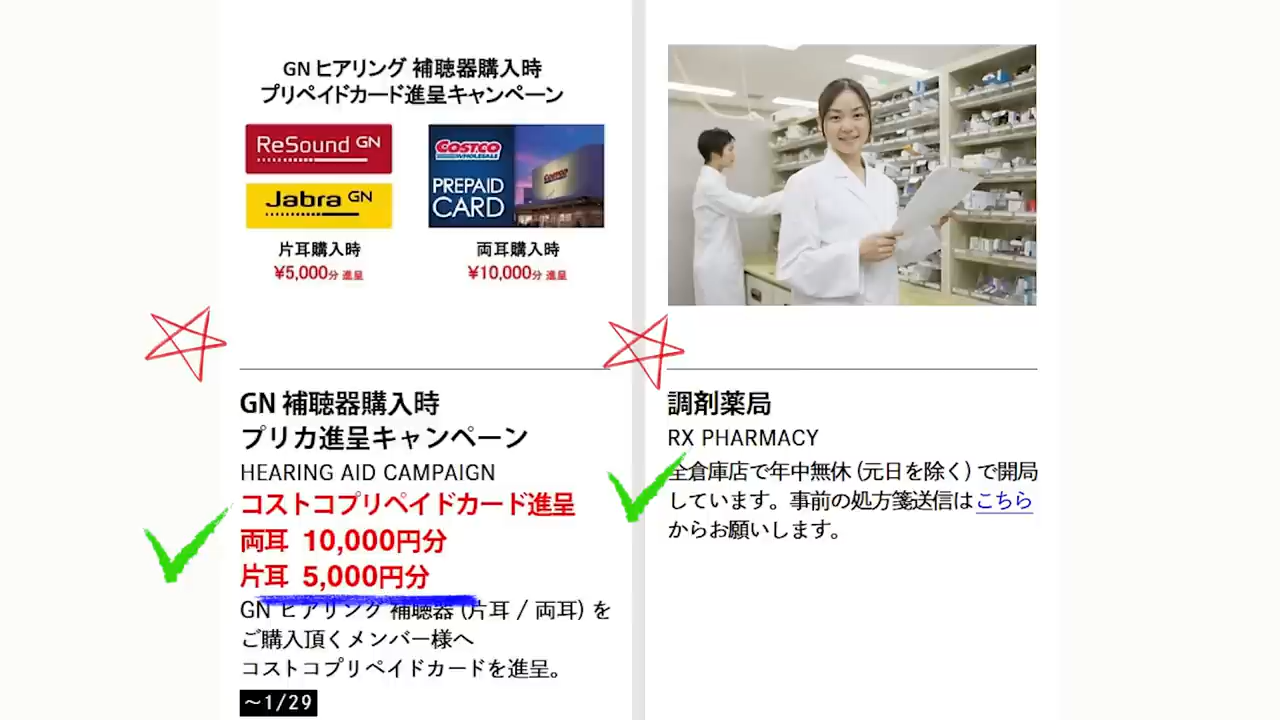 GN ヒアリング 補聴器購入時
プリペイドカード進呈キャンペーン
ReSound GN
Jabra GN
COSTCO
WHOLESALE
PREPAID
CARD
COSTCO
片耳購入時
¥5,000分 進呈
両耳購入時
¥10,000分 進呈
GN 補聴器購入時
プリカ進呈キャンペーン
HEARING AID CAMPAIGN
コストコプリペイドカード進呈
両耳 10,000円分
片耳 5,000円分
GN ヒアリング 補聴器 (片耳 / 両耳) を
ご購入頂くメンバー様へ
コストコプリペイドカードを進呈。
～1/29
調剤薬局
RX PHARMACY
全倉庫店で年中無休 (元日を除く) で開局
しています。事前の処方箋送信はこちら
からお願いします。